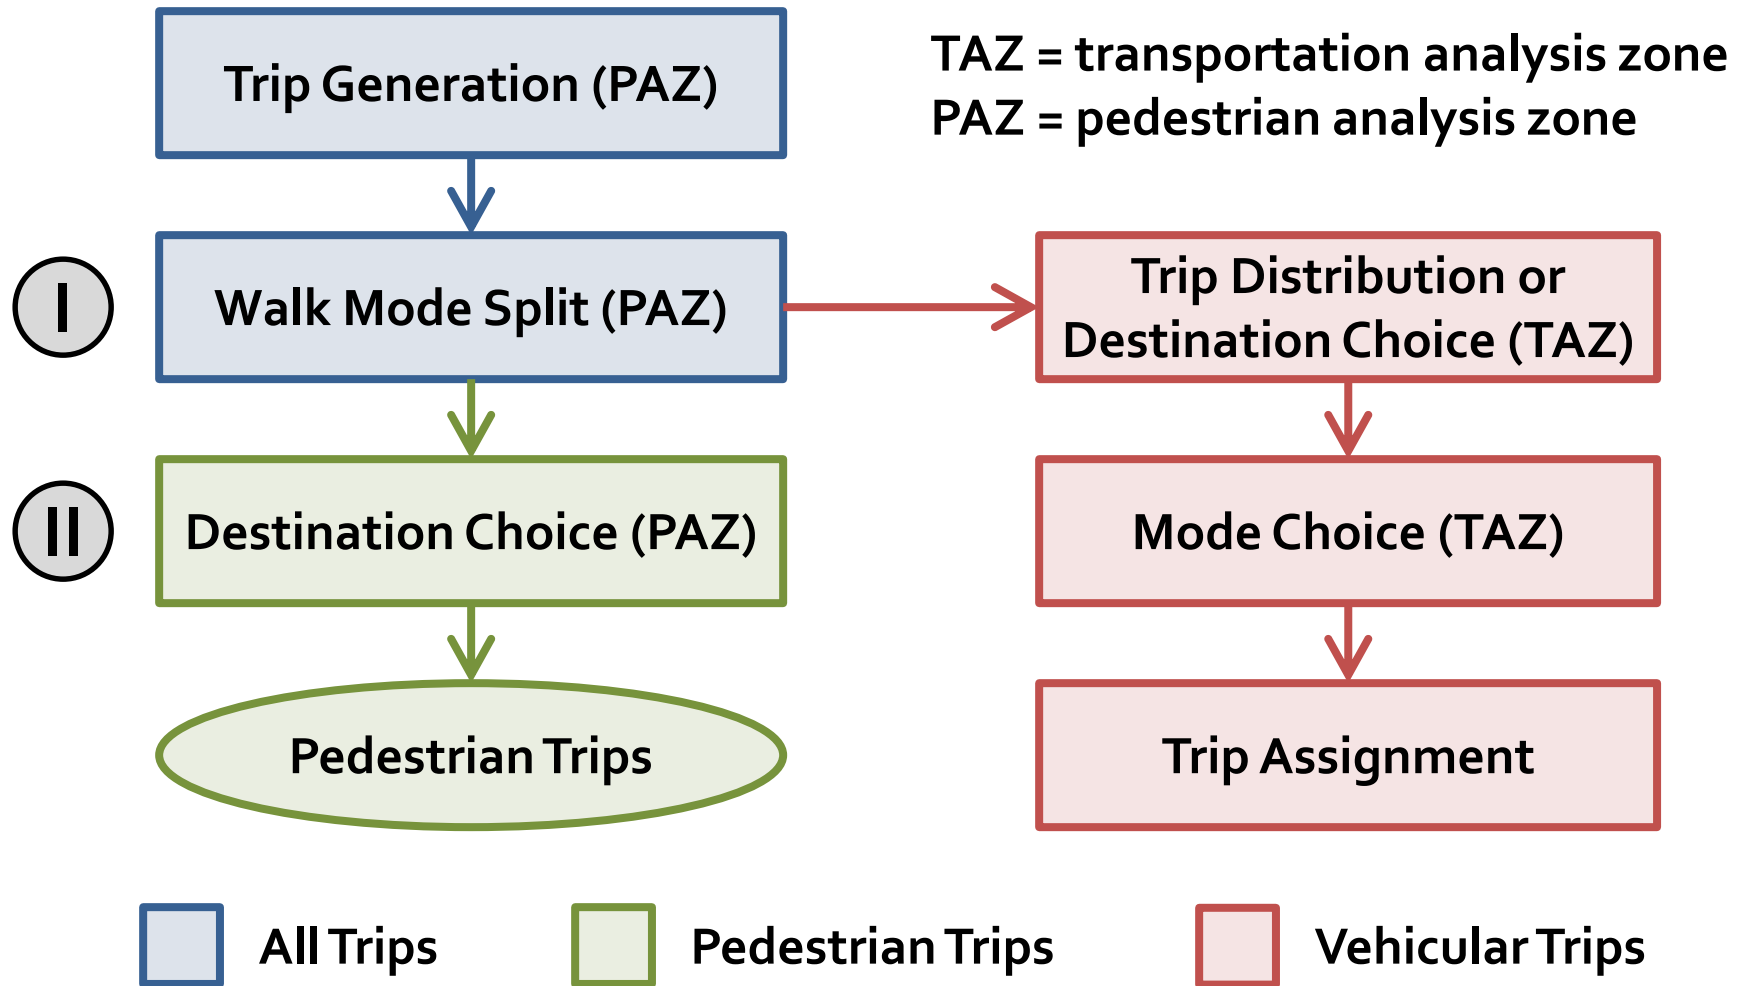 Trip Generation (PAZ)
TAZ = transportation analysis zone
PAZ = pedestrian analysis zone
I
Walk Mode Split (PAZ)
Trip Distribution or
Destination Choice (TAZ)
II
Destination Choice (PAZ)
Mode Choice (TAZ)
Pedestrian Trips
Trip Assignment
All Trips
Pedestrian Trips
Vehicular Trips